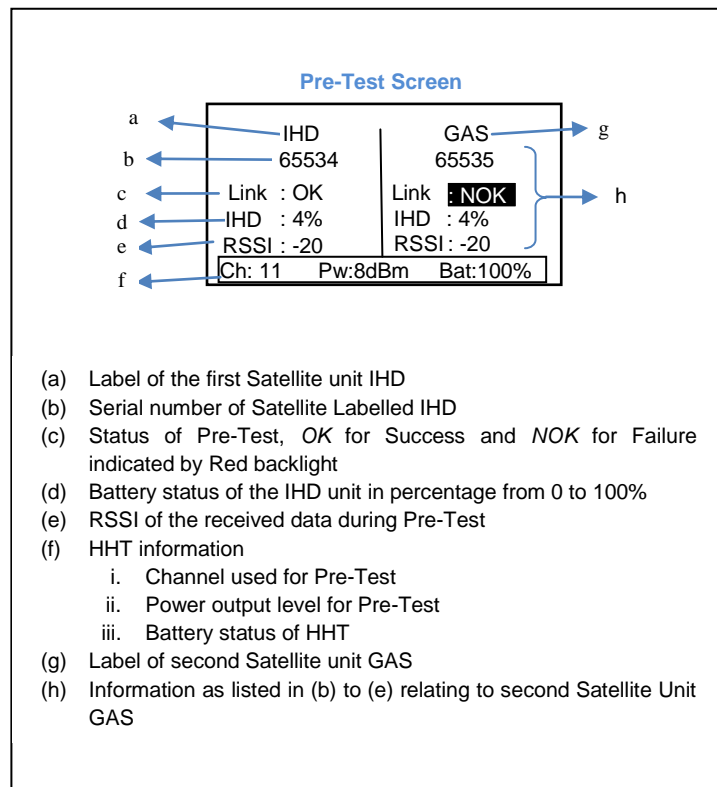 Pre-Test Screen
a
IHD
GAS
g
b
65534
65535
c
Link : OK
Link : NOK
h
d
IHD : 4%
IHD : 4%
e
RSSI : -20
RSSI : -20
f
Ch: 11 Pw:8dBm Bat:100%
(a) Label of the first Satellite unit IHD
(b) Serial number of Satellite Labelled IHD
(c) Status of Pre-Test, OK for Success and NOK for Failure
indicated by Red backlight
(d) Battery status of the IHD unit in percentage from 0 to 100%
(e) RSSI of the received data during Pre-Test
(f) HHT information
i. Channel used for Pre-Test
ii. Power output level for Pre-Test
iii. Battery status of HHT
(g) Label of second Satellite unit GAS
(h) Information as listed in (b) to (e) relating to second Satellite Unit
GAS